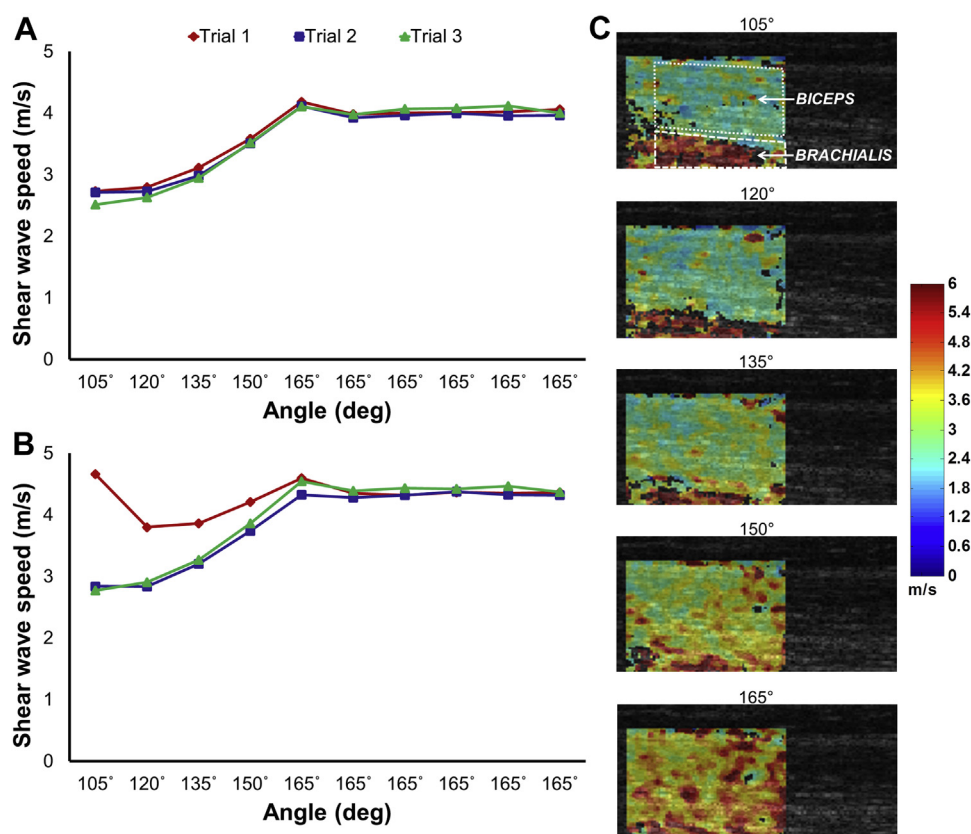 A
Trial 1 Trial 2 Trial 3
5
4
3
2
1
0
Shear wave speed (m/s)
105° 120° 135° 150° 165° 165° 165° 165° 165° 165°
Angle (deg)
B
5
4
3
2
1
0
Shear wave speed (m/s)
105° 120° 135° 150° 165° 165 165 165 165 165°
Angle (deg)
C
105°
BICEPS
BRACHIALIS
120°
135°
150°
165°
6
5.4
4.8
4.2
3.6
3
2.4
1.8
1.2
0.6
0
m/s